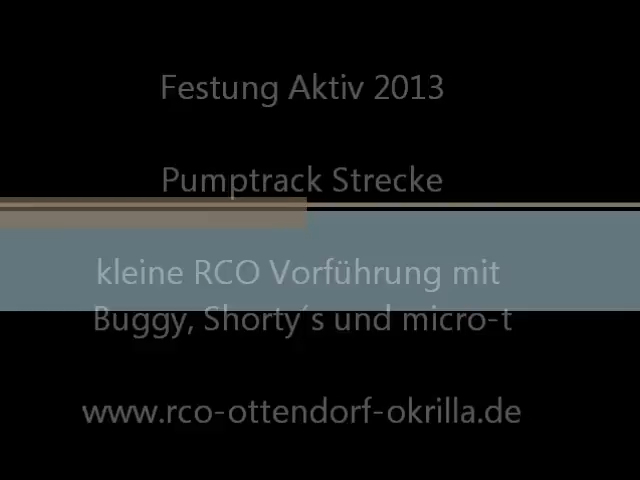 Festung Aktiv 2013
Pumptrack Strecke
kleine RCO Vorführung mit
Buggy, Shorty´s und micro-t
www.rco-ottendorf-okrilla.de